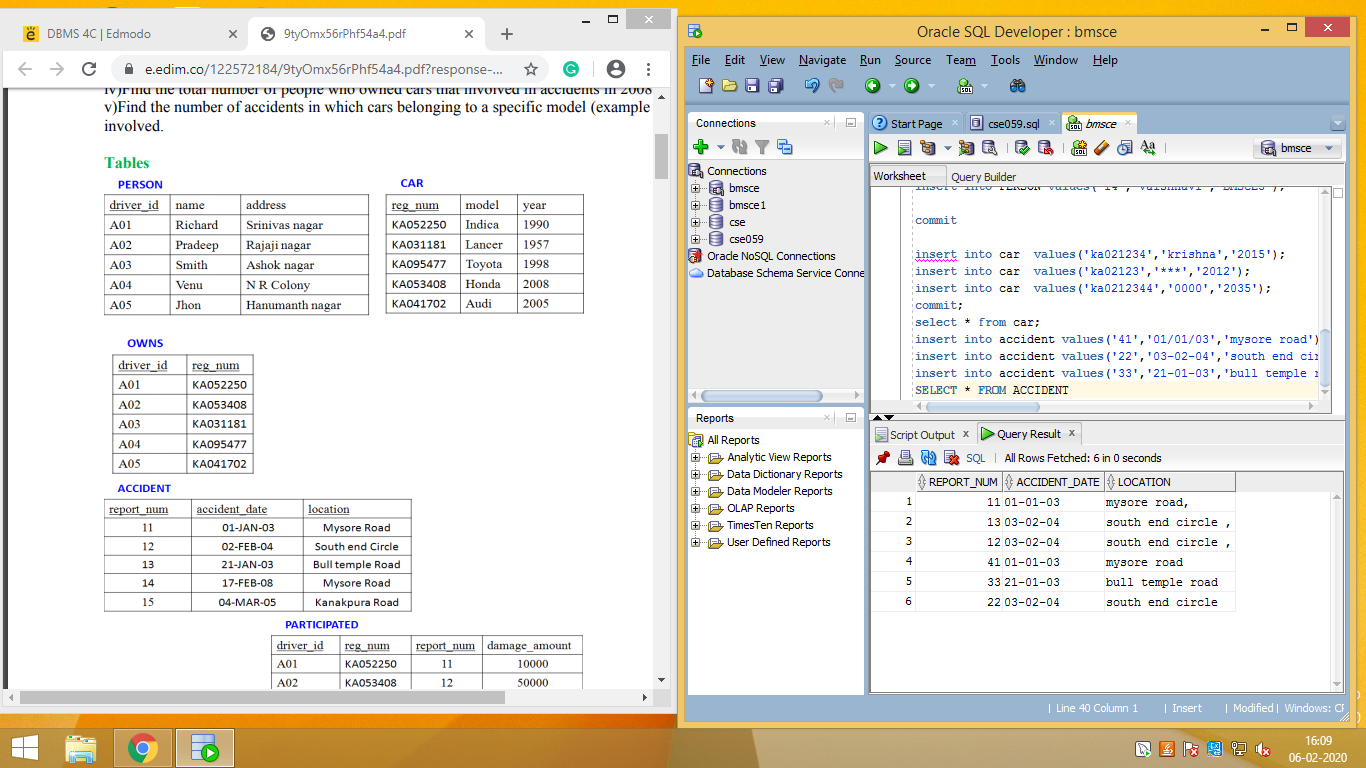 DBMS 4C | Edmodo
9tyOmx56rPhf54a4.pdf
e.edim.co/122572184/9tyOmx56rPhf54a4.pdf?response-...
iv)Find the total number of people who owned cars that involved in accidents in 2008
v)Find the number of accidents in which cars belonging to a specific model (example
involved.
Tables
PERSON
driver_id name address
A01 Richard Srinivas nagar
A02 Pradeep Rajaji nagar
A03 Smith Ashok nagar
A04 Venu N R Colony
A05 Jhon Hanumanth nagar
CAR
reg_num model year
KA052250 Indica 1990
KA031181 Lancer 1957
KA095477 Toyota 1998
KA053408 Honda 2008
KA041702 Audi 2005
OWNS
driver_id reg_num
A01 KA052250
A02 KA053408
A03 KA031181
A04 KA095477
A05 KA041702
ACCIDENT
report_num accident_date location
11 01-JAN-03 Mysore Road
12 02-FEB-04 South end Circle
13 21-JAN-03 Bull temple Road
14 17-FEB-08 Mysore Road
15 04-MAR-05 Kanakpura Road
PARTICIPATED
driver_id reg_num report_num damage_amount
A01 KA052250 11 10000
A02 KA053408 12 50000
Oracle SQL Developer : bmsce
File Edit View Navigate Run Source Team Tools Window Help
Connections
Connections
bmsce
bmsce1
cse
cse059
Oracle NoSQL Connections
Database Schema Service Conne
Reports
All Reports
Analytic View Reports
Data Dictionary Reports
Data Modeler Reports
OLAP Reports
TimesTen Reports
User Defined Reports
Start Page cse059.sql bmsce
Aa bmsce
Worksheet Query Builder
insert into PERSON values('14','vaishnavi','BMSCES');
commit
insert into car  values('ka021234','krishna','2015');
insert into car  values('ka02123','***','2012');
insert into car  values('ka0212344','0000','2035');
commit;
select * from car;
insert into accident values('41','01/01/03','mysore road')
insert into accident values('22','03-02-04','south end cir
insert into accident values('33','21-01-03','bull temple r
SELECT * FROM ACCIDENT
Script Output Query Result
SQL | All Rows Fetched: 6 in 0 seconds
REPORT_NUM ACCIDENT_DATE LOCATION
1 11 01-01-03 mysore road,
2 13 03-02-04 south end circle ,
3 12 03-02-04 south end circle ,
4 41 01-01-03 mysore road
5 33 21-01-03 bull temple road
6 22 03-02-04 south end circle
| Line 40 Column 1 | Insert | Modified | Windows: CR
16:09
06-02-2020